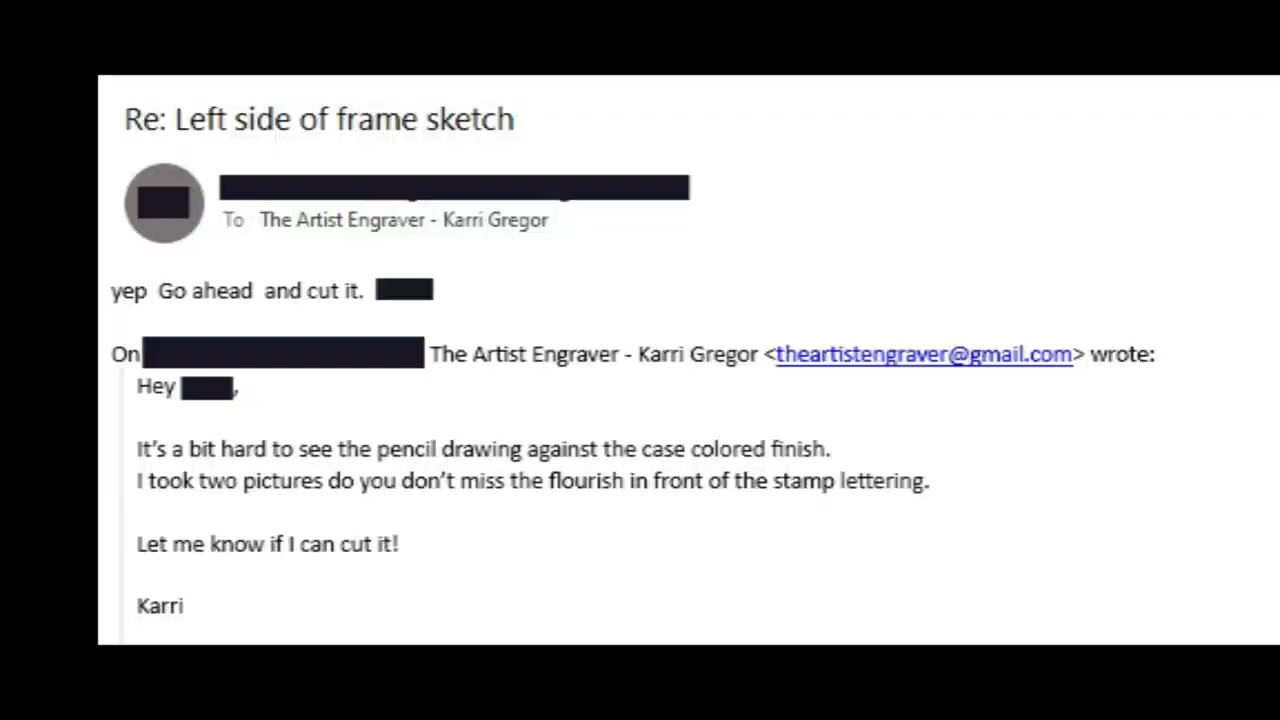 Re: Left side of frame sketch
To The Artist Engraver - Karri Gregor
yep Go ahead and cut it.
On The Artist Engraver - Karri Gregor <theartistengraver@gmail.com> wrote:
Hey ,
It's a bit hard to see the pencil drawing against the case colored finish.
I took two pictures do you don't miss the flourish in front of the stamp lettering.
Let me know if I can cut it!
Karri